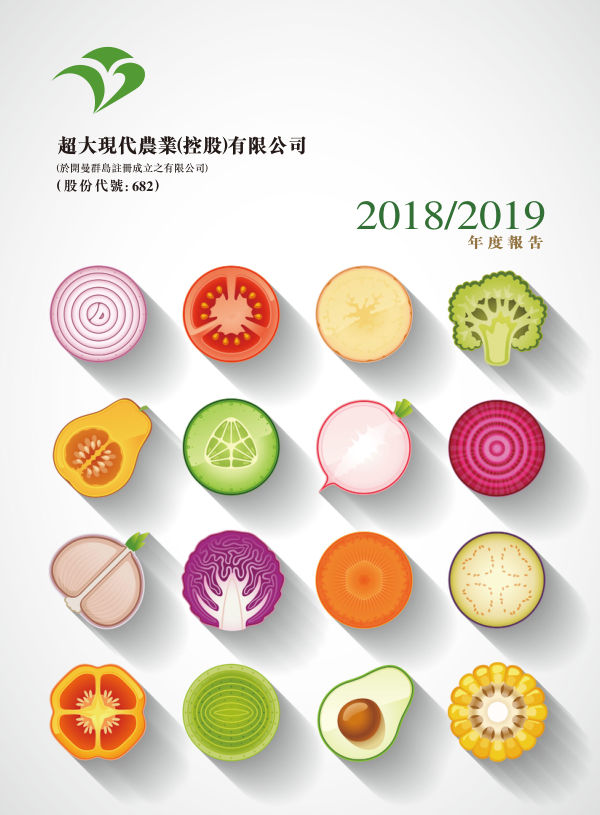 超大現代農業(控股)有限公司
(於開曼群島註冊成立之有限公司)
(股份代號: 682)
2018/2019
年度報告